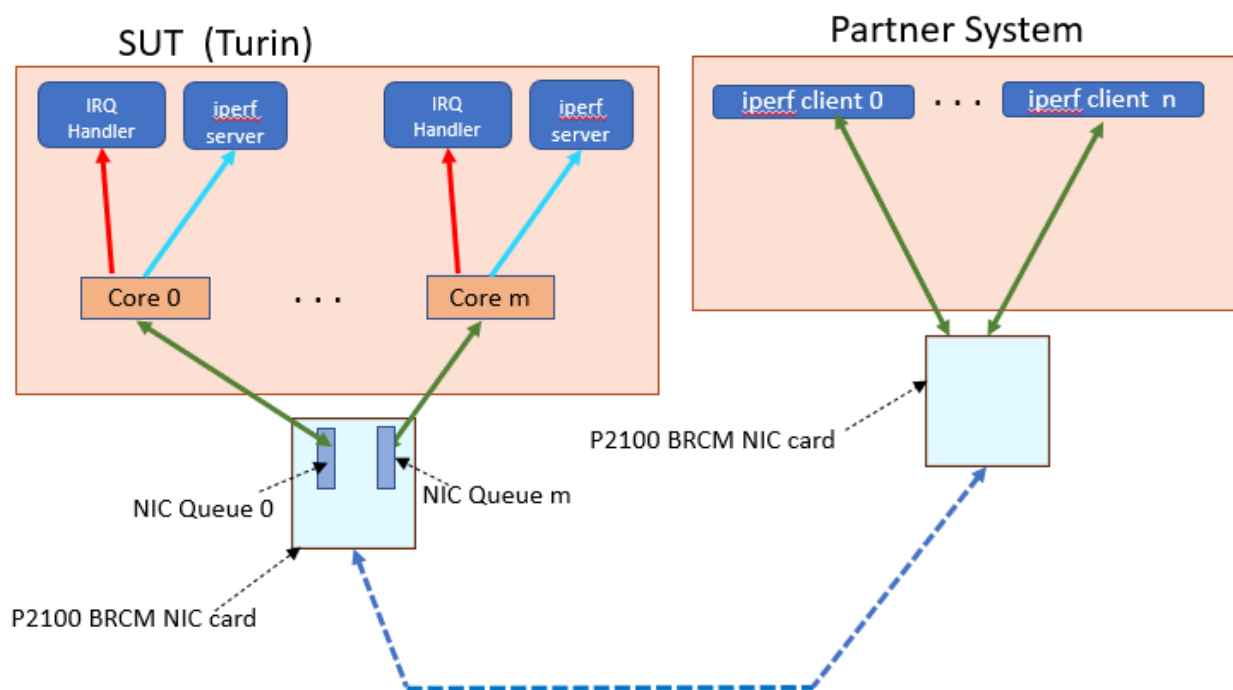 SUT (Turin)
Partner System
IRQ
Handler
iperf
server
IRQ
Handler
iperf
server
iperf client 0
. . .
iperf client n
Core 0
. . .
Core m
P2100 BRCM NIC card
NIC Queue 0
NIC Queue m
P2100 BRCM NIC card